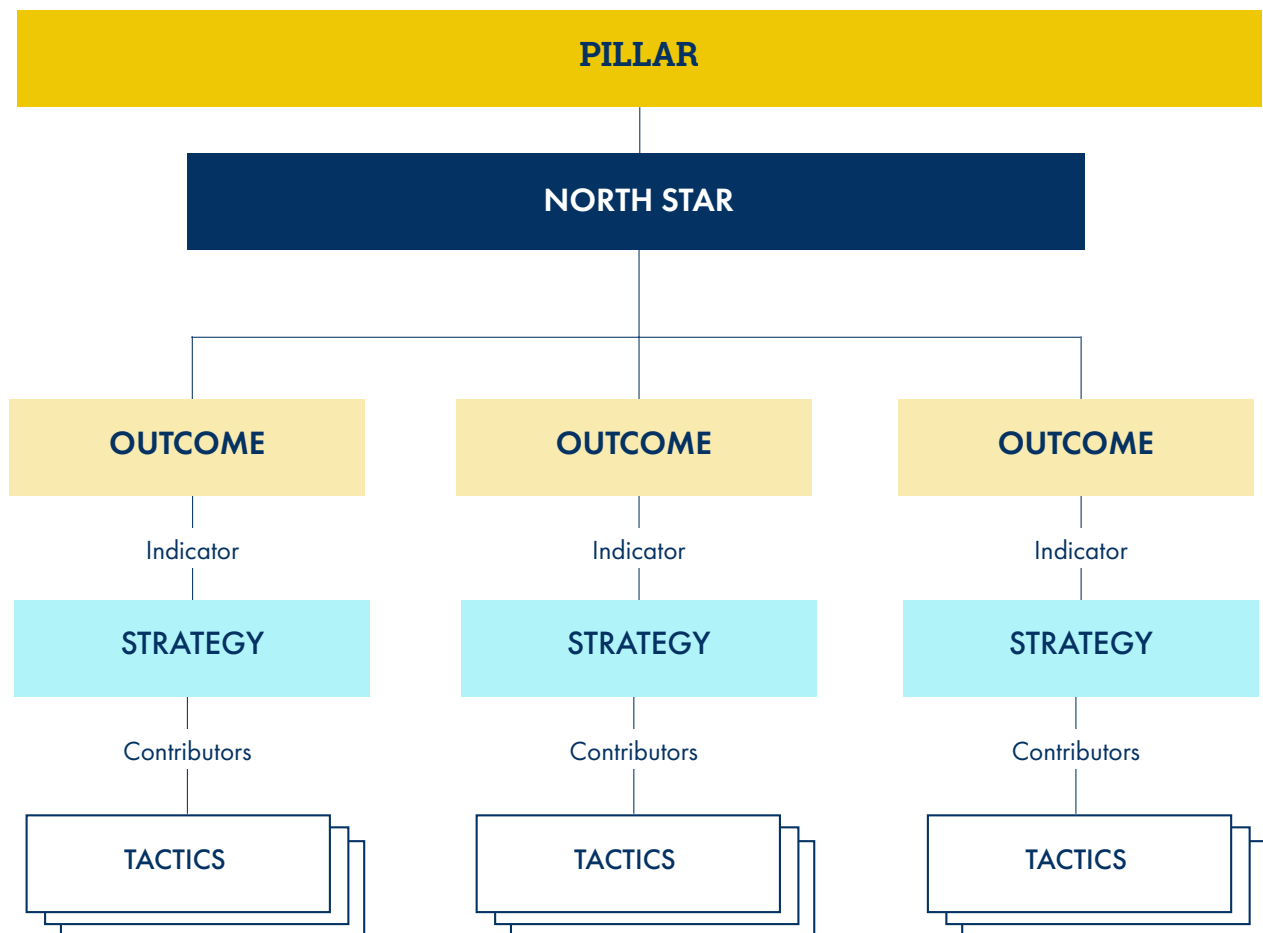 PILLAR
NORTH STAR
OUTCOME
OUTCOME
OUTCOME
Indicator
Indicator
Indicator
STRATEGY
STRATEGY
STRATEGY
Contributors
Contributors
Contributors
TACTICS
TACTICS
TACTICS